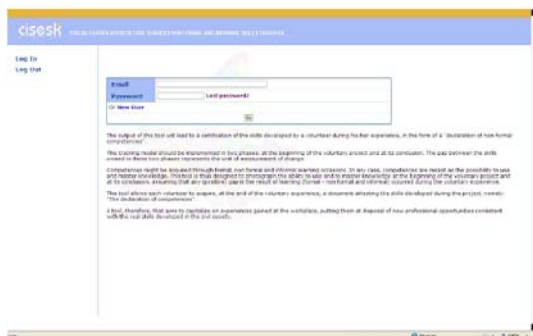 cisesk
Log In
Log Out
Email
Password Lost password?
Or New User
The output of this tool will lead to a certification of the skills developed by a volunteer during his/her experience, in the form of a "declaration of non formal
competences".
This tracking model should be implemented in two phases: at the beginning of the voluntary project and at its conclusion. The gap between the skills
owned in these two phases represents the unit of measurement of change.
Competences might be acquired through formal, non formal and informal learning occasions. In any case, competences are meant as the possibility to use
and master knowledge. This tool is thus designed to photograph the ability to use and to master knowledge at the beginning of the voluntary project and
at its conclusion, assuming that any (positive) gap is the result of learning (formal - non formal and informal) occurred during the voluntary experience.
The tool allows each volunteer to acquire, at the end of the voluntary experience, a document attesting the skills developed during the project, namely:
"The declaration of competences".
A tool, therefore, that aims to capitalize on experiences gained at the workplace, putting them at disposal of new professional opportunities consistent
with the real skills developed in the civil society.